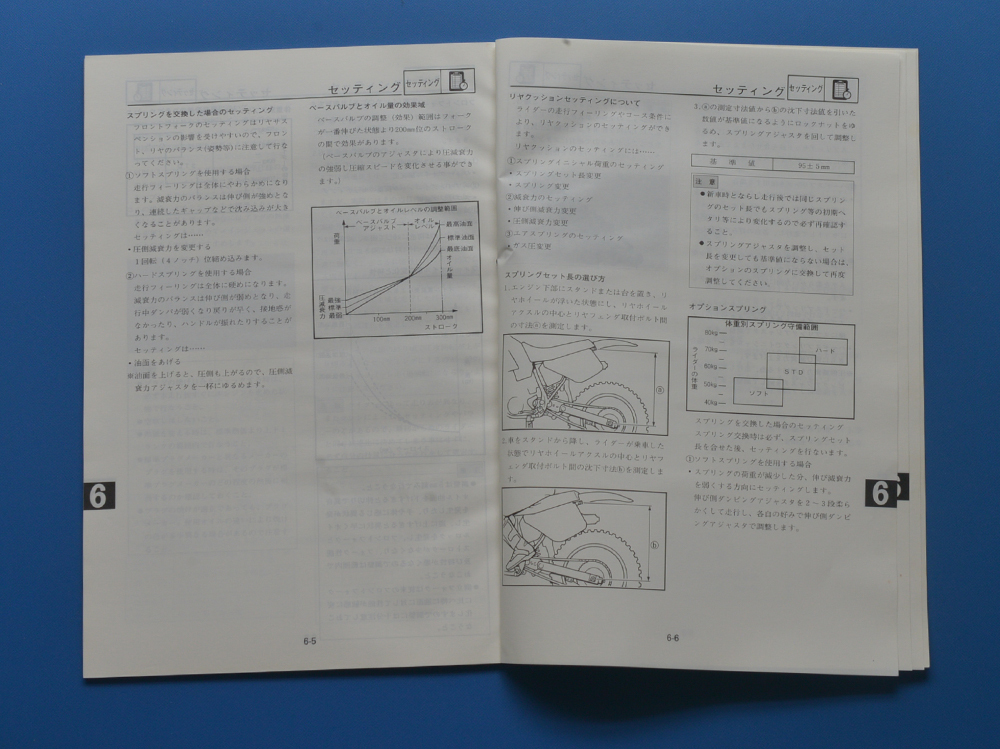 セッティング
セッティング
スプリングを交換した場合のセッティング
フロントフォークのセッティングはリヤサス
ペンションの影響を受けやすいので、フロン
ト、リヤのバランス(姿勢等)に注意して行な
ってください。
①ソフトスプリングを使用する場合
走行フィーリングは全体にやわらかめになり
ます。減衰力のバランスは伸び側が強めとな
り、連続したギャップなどで沈み込みが大き
くなることがあります。
セッティングは……
・圧側減衰力を変更する
1回転(4ノッチ)位締め込みます。
②ハードスプリングを使用する場合
走行フィーリングは全体に硬めになります。
減衰力のバランスは伸び側が弱めとなり、走
行中ダンパが弱くなり戻りが早く、接地感が
なかったり、ハンドルが振れたりすることが
あります。
セッティングは……
・油面をあげる
※油面を上げると、圧側も上がるので、圧側減
衰力アジャスタを一杯にゆるめます。
ベースバルブとオイル量の効果域
ベースバルブの調整(効果)範囲はフォーク
が一番伸びた状態より200mm位のストローク
の間で効果があります。
(ベースバルブのアジャスタにより圧減衰力
の強弱し圧縮スピードを変化させる事ができ
ます。)
ベースバルブとオイルレベルの調整範囲
ベースバルブ
アジャスト
オイル
レベル
荷重
最高油面
標準油面
最低油面
オイル量
圧減衰力
最強
標準
最弱
100mm
200mm
300mm
ストローク
6
6-5
セッティング
セッティング
リヤクッションセッティングについて
ライダーの走行フィーリングやコース条件に
より、リヤクッションのセッティングができ
ます。
リヤクッションのセッティングには……
①スプリングイニシャル荷重のセッティング
・スプリングセット長変更
・スプリング変更
②減衰力のセッティング
・伸び側減衰力変更
・圧側減衰力変更
③エアスプリングのセッティング
・ガス圧変更
スプリングセット長の選び方
1.エンジン下部にスタンドまたは台を置き、リ
ヤホイールが浮いた状態にし、リヤホイール
アクスルの中心とリヤフェンダ取付ボルト間
の寸法ⓐを測定します。
ⓐ
2.車をスタンドから降し、ライダーが乗車した
状態でリヤホイールアクスルの中心とリヤフ
ェンダ取付ボルト間の沈下寸法ⓑを測定しま
す。
ⓑ
3.ⓐの測定寸法値からⓑの沈下寸法値を引いた
数値が基準値になるようにロックナットをゆ
るめ、スプリングアジャスタを回して調整し
ます。
基準値
95±5mm
注意
●新車時とならし走行後では同じスプリン
グのセット長でもスプリング等の初期へ
タリ等により変化するので必ず再確認す
ること。
●スプリングアジャスタを調整し、セット
長を変更しても基準値にならない場合は、
オプションのスプリングに交換して再度
調整してください。
オプションスプリング
体重別スプリング守備範囲
ライダーの体重
80kg
70kg
60kg
50kg
40kg
ハード
STD
ソフト
スプリングを交換した場合のセッティング
スプリング交換時は必ず、スプリングセット
長を合せた後、セッティングを行ないます。
①ソフトスプリングを使用する場合
・スプリングの荷重が減少した分、伸び減衰力
を弱くする方向にセッティングします。
伸び側ダンピングアジャスタを2〜3段柔ら
かくして走行し、各自の好みで伸び側ダンピ
ングアジャスタで調整します。
6
6-6